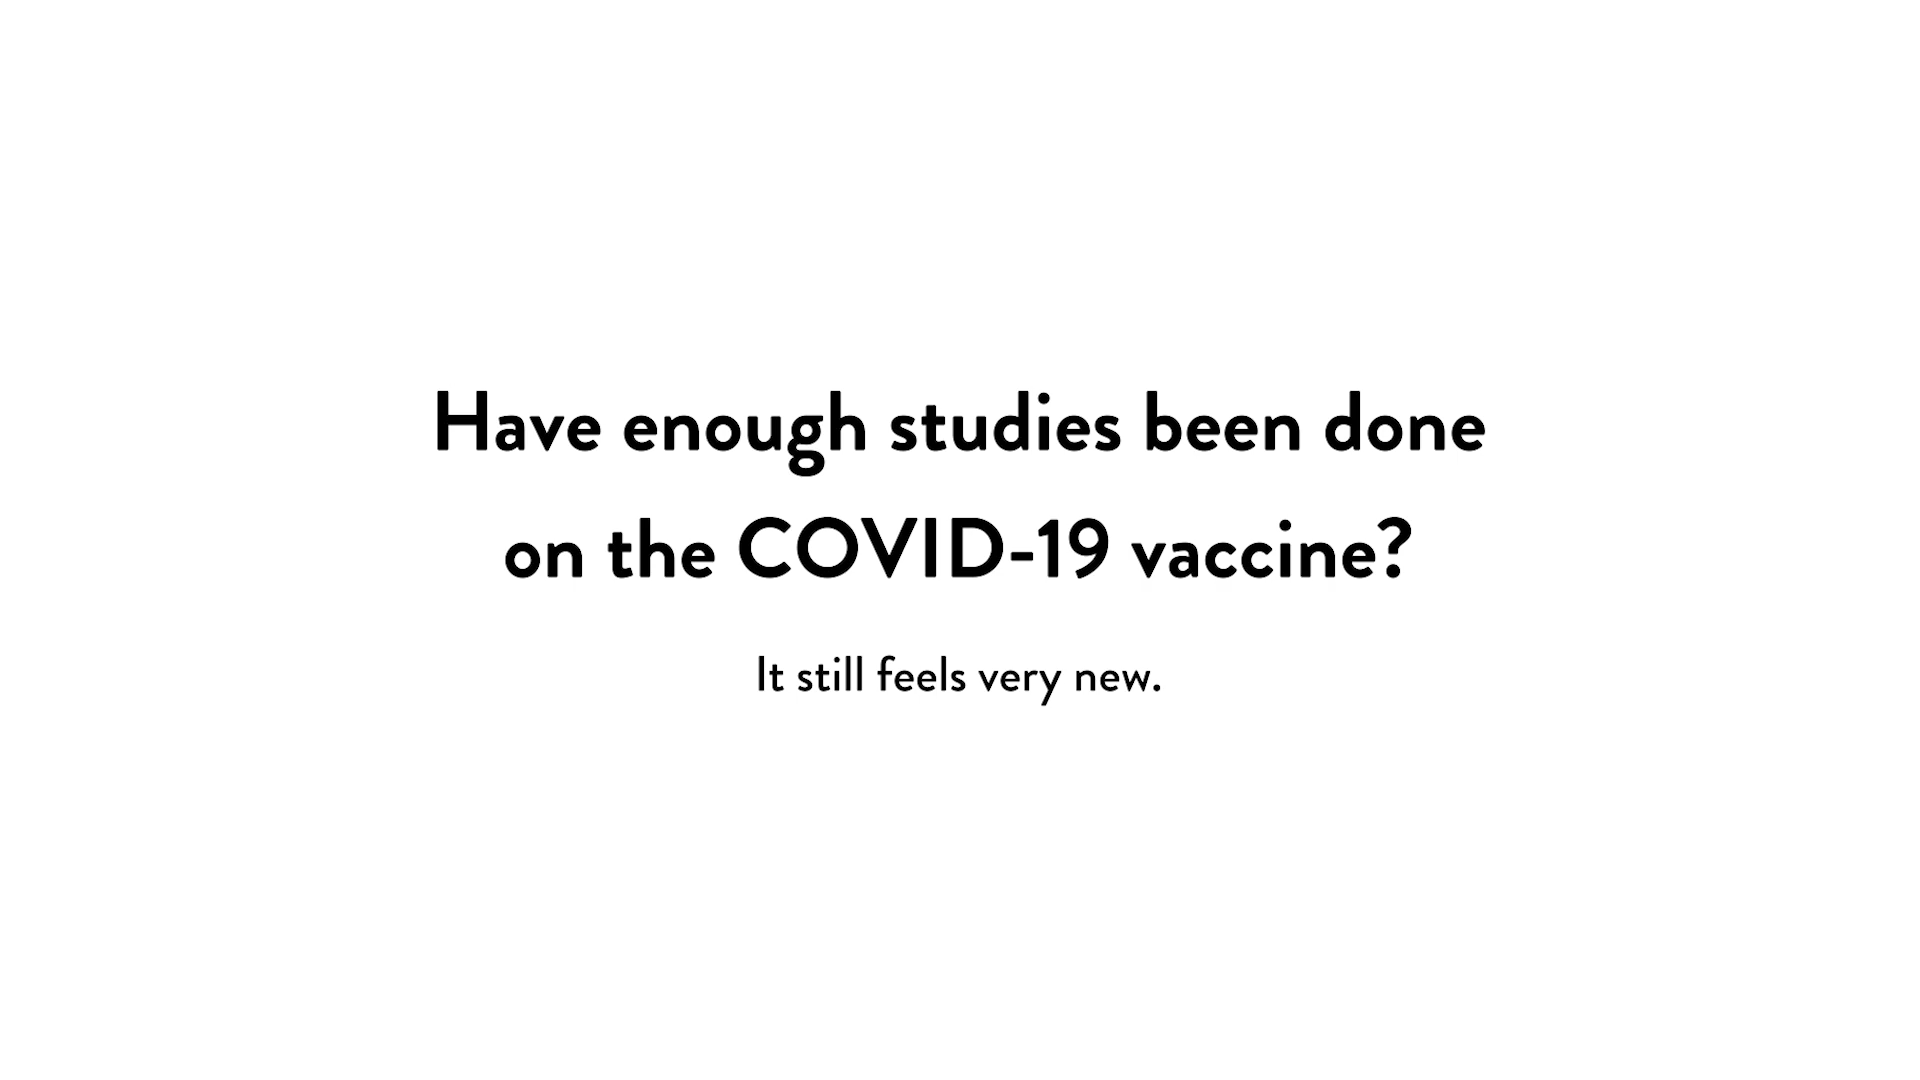 Have enough studies been done
on the COVID-19 vaccine?
It still feels very new.